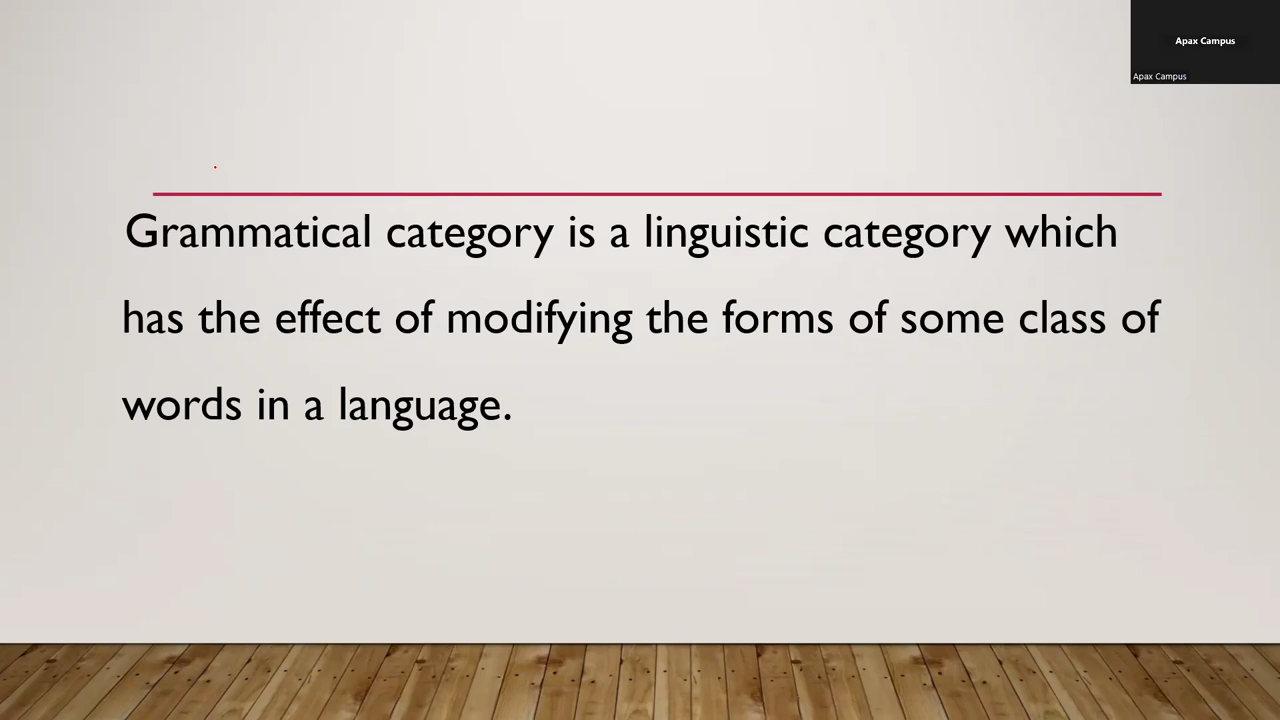 Apax Campus
Apax Campus
Grammatical category is a linguistic category which
has the effect of modifying the forms of some class of
words in a language.